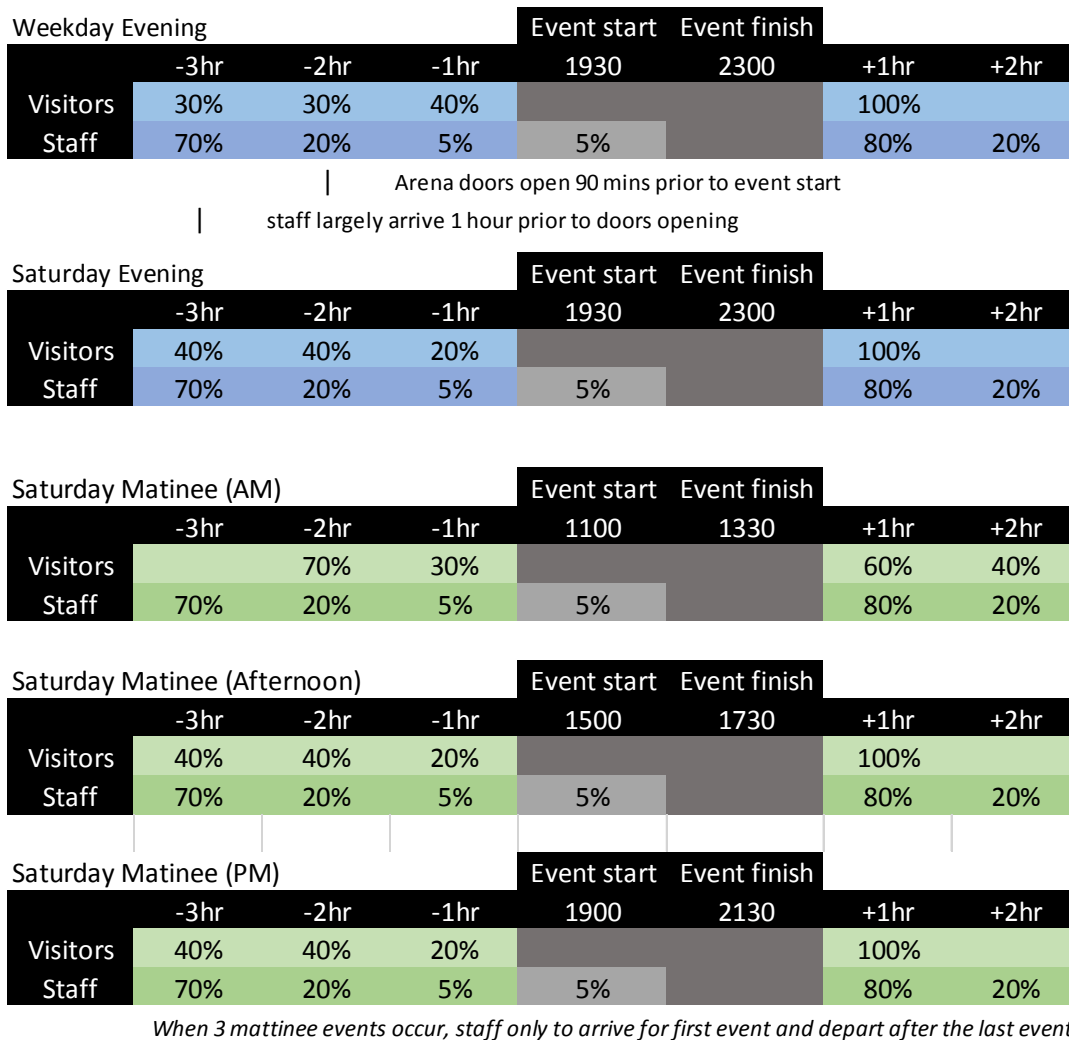 Weekday Evening Event start Event finish
-3hr -2hr -1hr 1930 2300 +1hr +2hr
Visitors 30% 30% 40% 100%
Staff 70% 20% 5% 5% 80% 20%
Arena doors open 90 mins prior to event start
staff largely arrive 1 hour prior to doors opening
Saturday Evening Event start Event finish
-3hr -2hr -1hr 1930 2300 +1hr +2hr
Visitors 40% 40% 20% 100%
Staff 70% 20% 5% 5% 80% 20%
Saturday Matinee (AM) Event start Event finish
-3hr -2hr -1hr 1100 1330 +1hr +2hr
Visitors 70% 30% 60% 40%
Staff 70% 20% 5% 5% 80% 20%
Saturday Matinee (Afternoon) Event start Event finish
-3hr -2hr -1hr 1500 1730 +1hr +2hr
Visitors 40% 40% 20% 100%
Staff 70% 20% 5% 5% 80% 20%
Saturday Matinee (PM) Event start Event finish
-3hr -2hr -1hr 1900 2130 +1hr +2hr
Visitors 40% 40% 20% 100%
Staff 70% 20% 5% 5% 80% 20%
When 3 mattinee events occur, staff only to arrive for first event and depart after the last event